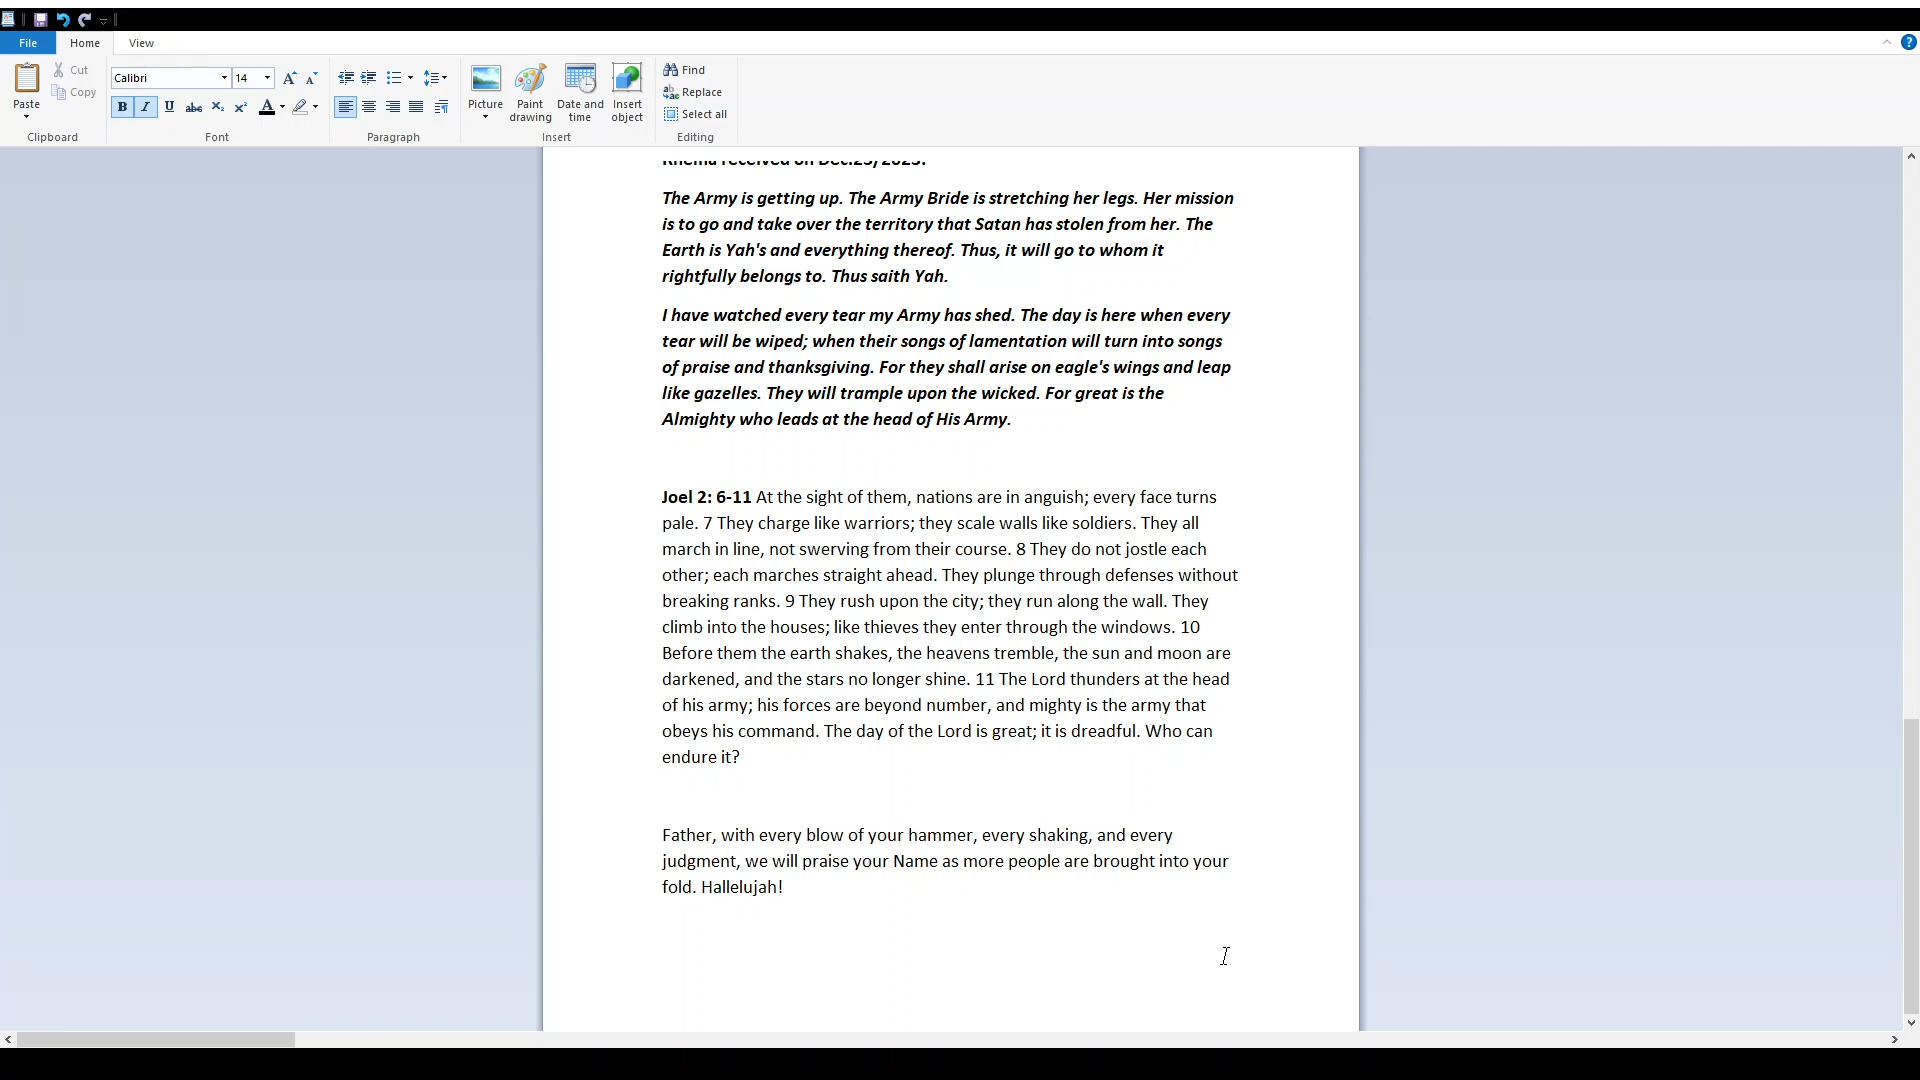 File Home View
Paste
Cut
Copy
Clipboard
Calibri 14
B I U abc X₂ X²
Font
Paragraph
Picture
Paint drawing
Date and time
Insert object
Insert
Find
Replace
Select all
Editing
Rhema received on Dec.23/2023.
The Army is getting up. The Army Bride is stretching her legs. Her mission
is to go and take over the territory that Satan has stolen from her. The
Earth is Yah's and everything thereof. Thus, it will go to whom it
rightfully belongs to. Thus saith Yah.
I have watched every tear my Army has shed. The day is here when every
tear will be wiped; when their songs of lamentation will turn into songs
of praise and thanksgiving. For they shall arise on eagle's wings and leap
like gazelles. They will trample upon the wicked. For great is the
Almighty who leads at the head of His Army.
Joel 2: 6-11 At the sight of them, nations are in anguish; every face turns
pale. 7 They charge like warriors; they scale walls like soldiers. They all
march in line, not swerving from their course. 8 They do not jostle each
other; each marches straight ahead. They plunge through defenses without
breaking ranks. 9 They rush upon the city; they run along the wall. They
climb into the houses; like thieves they enter through the windows. 10
Before them the earth shakes, the heavens tremble, the sun and moon are
darkened, and the stars no longer shine. 11 The Lord thunders at the head
of his army; his forces are beyond number, and mighty is the army that
obeys his command. The day of the Lord is great; it is dreadful. Who can
endure it?
Father, with every blow of your hammer, every shaking, and every
judgment, we will praise your Name as more people are brought into your
fold. Hallelujah!